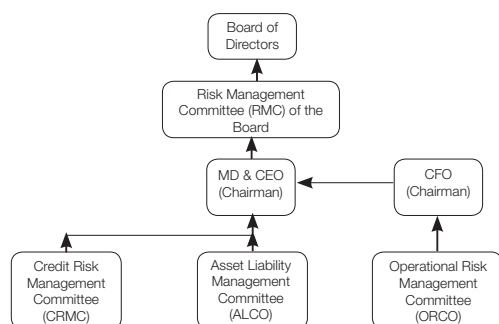 Board of
Directors
Risk Management
Committee (RMC) of the
Board
MD & CEO
(Chairman)
CFO
(Chairman)
Credit Risk
Management
Committee
(CRMC)
Asset Liability
Management
Committee
(ALCO)
Operational Risk
Management
Committee
(ORCO)